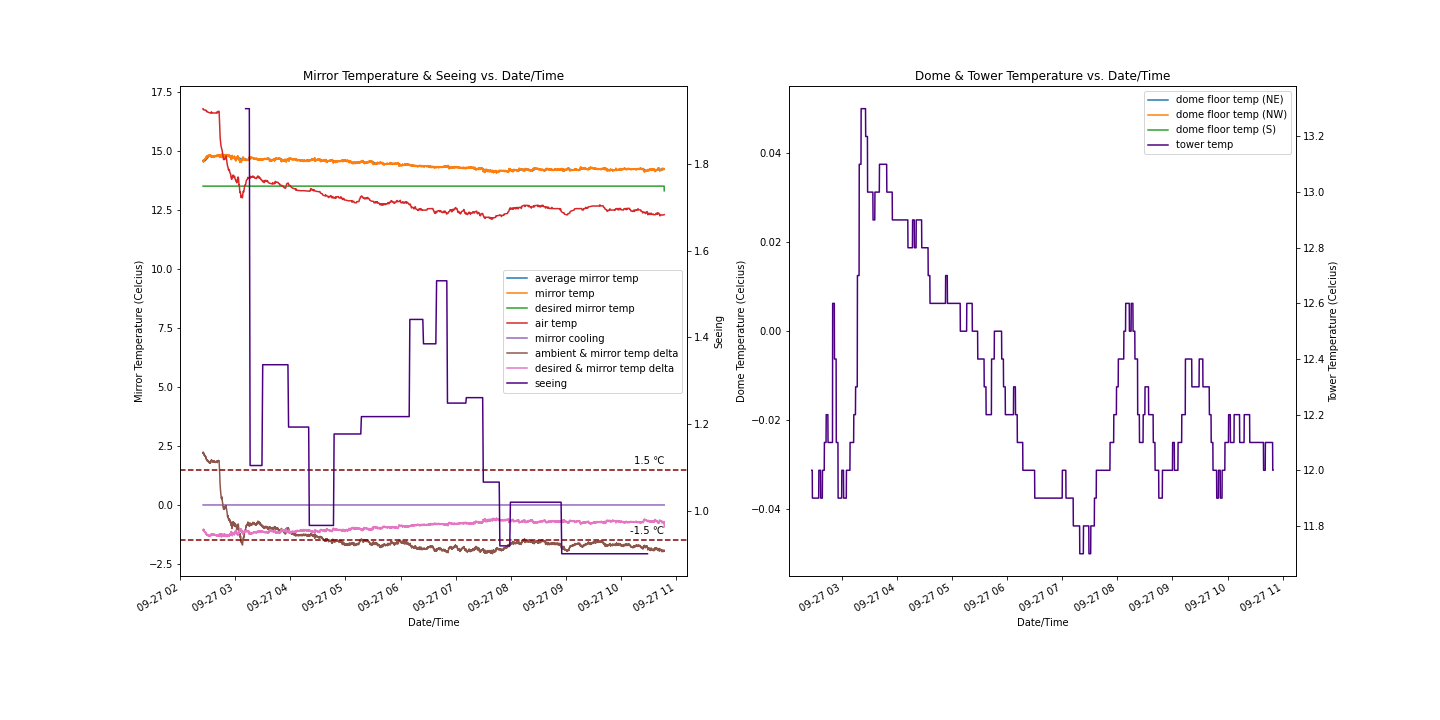 Mirror Temperature & Seeing vs. Date/Time
17.5
15.0
12.5
10.0
7.5
5.0
2.5
0.0
−2.5
Mirror Temperature (Celcius)
1.8
1.6
1.4
1.2
1.0
Seeing
average mirror temp
mirror temp
desired mirror temp
air temp
mirror cooling
ambient & mirror temp delta
desired & mirror temp delta
seeing
1.5 °C
-1.5 °C
09-27 02
09-27 03
09-27 04
09-27 05
09-27 06
09-27 07
09-27 08
09-27 09
09-27 10
09-27 11
Date/Time
Dome & Tower Temperature vs. Date/Time
0.04
0.02
0.00
−0.02
−0.04
Dome Temperature (Celcius)
dome floor temp (NE)
dome floor temp (NW)
dome floor temp (S)
tower temp
13.2
13.0
12.8
12.6
12.4
12.2
12.0
11.8
Tower Temperature (Celcius)
09-27 03
09-27 04
09-27 05
09-27 06
09-27 07
09-27 08
09-27 09
09-27 10
09-27 11
Date/Time